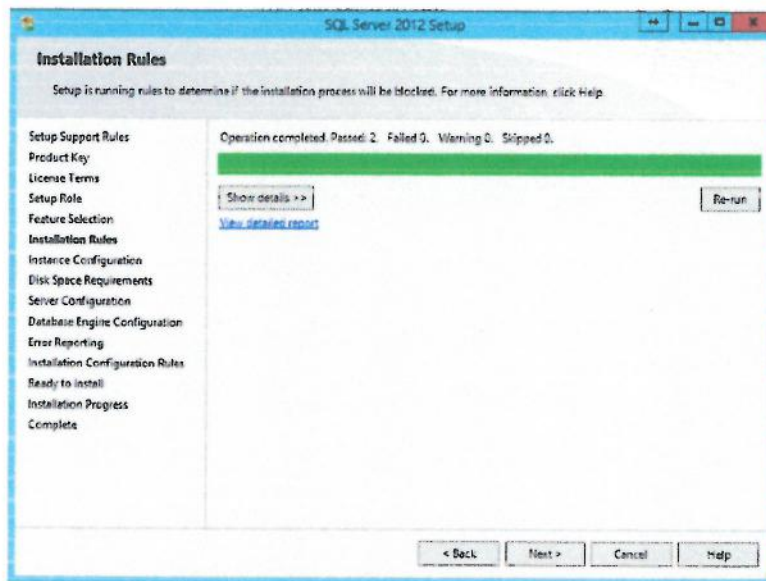 SQL Server 2012 Setup
Installation Rules
Setup is running rules to determine if the installation process will be blocked. For more information, click Help.
Setup Support Rules
Product Key
License Terms
Setup Role
Feature Selection
Installation Rules
Instance Configuration
Disk Space Requirements
Server Configuration
Database Engine Configuration
Error Reporting
Installation Configuration Rules
Ready to Install
Installation Progress
Complete
Operation completed. Passed: 2. Failed 0. Warning 0. Skipped 0.
Show details >>
Re-run
View detailed report
< Back
Next >
Cancel
Help